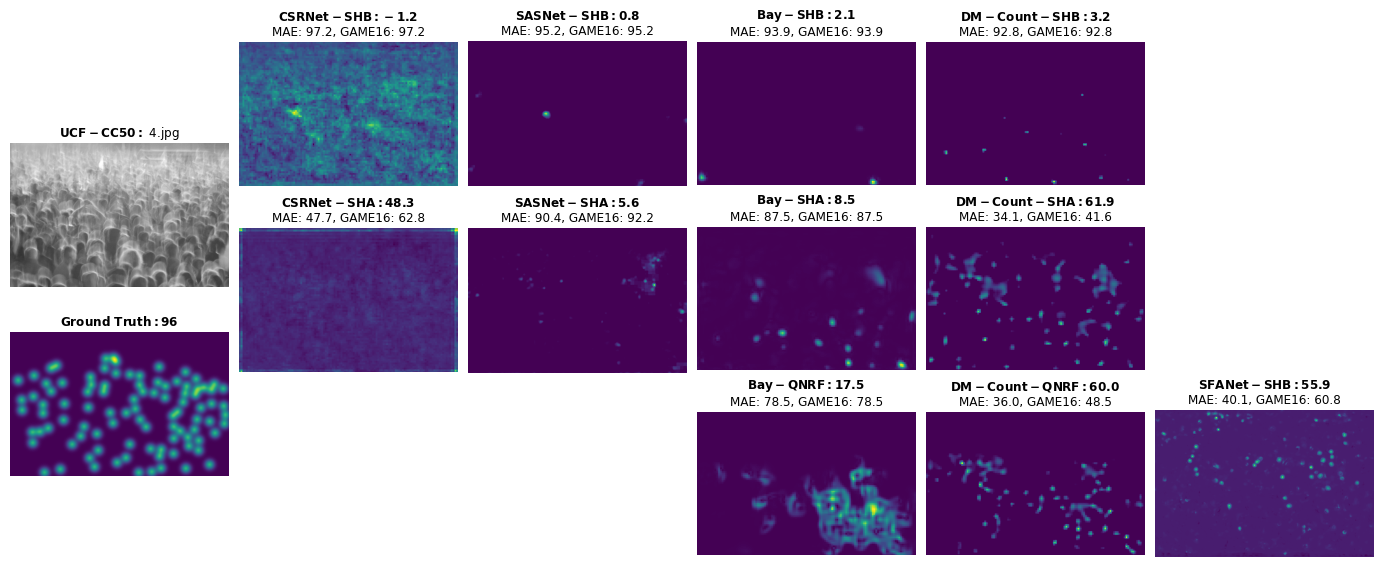 CSRNet − SHB : − 1.2
MAE: 97.2, GAME16: 97.2
SASNet − SHB : 0.8
MAE: 95.2, GAME16: 95.2
Bay − SHB : 2.1
MAE: 93.9, GAME16: 93.9
DM − Count − SHB : 3.2
MAE: 92.8, GAME16: 92.8
UCF − CC50 : 4.jpg
CSRNet − SHA : 48.3
MAE: 47.7, GAME16: 62.8
SASNet − SHA : 5.6
MAE: 90.4, GAME16: 92.2
Bay − SHA : 8.5
MAE: 87.5, GAME16: 87.5
DM − Count − SHA : 61.9
MAE: 34.1, GAME16: 41.6
Ground Truth : 96
Bay − QNRF : 17.5
MAE: 78.5, GAME16: 78.5
DM − Count − QNRF : 60.0
MAE: 36.0, GAME16: 48.5
SFANet − SHB : 55.9
MAE: 40.1, GAME16: 60.8